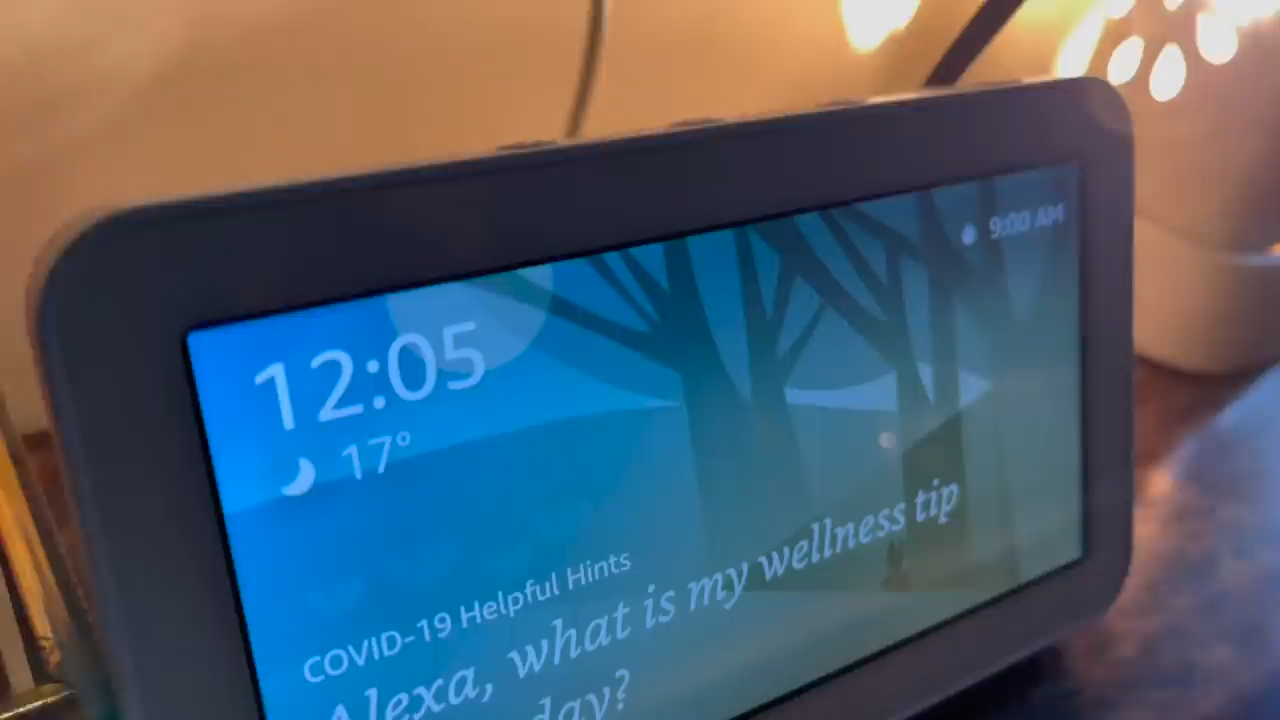 12:05
17°
9:00 AM
COVID-19 Helpful Hints
Alexa, what is my wellness tip
day?